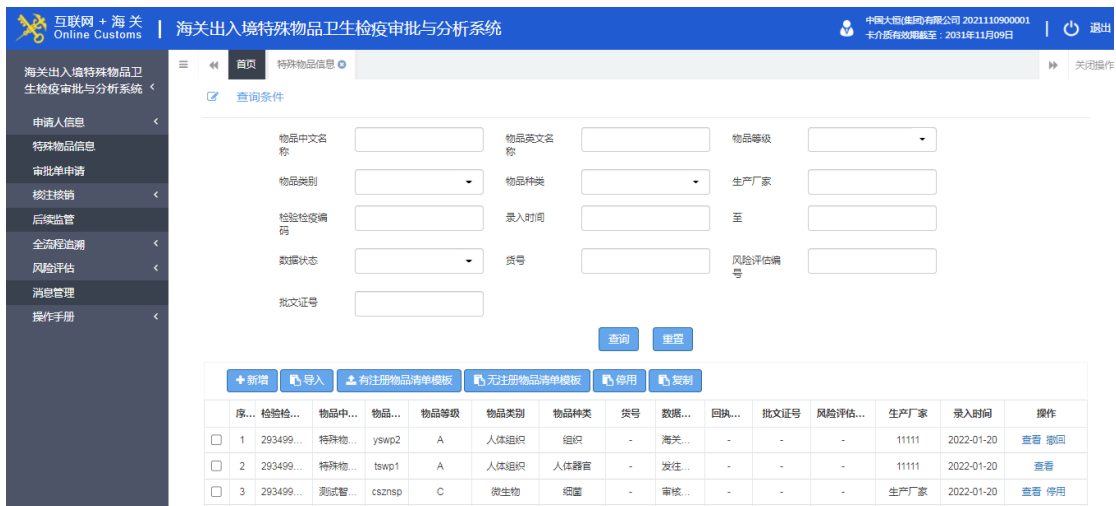 互联网 + 海 关
Online Customs
海关出入境特殊物品卫生检疫审批与分析系统
中国大恒(集团)有限公司 2021110900001
卡介质有效期截至：2031年11月09日
退出
海关出入境特殊物品卫
生检疫审批与分析系统
申请人信息
特殊物品信息
审批单申请
核注核销
后续监管
全流程追溯
风险评估
消息管理
操作手册
首页
特殊物品信息
关闭操作
查询条件
物品中文名
称
物品英文名
称
物品等级
物品类别
物品种类
生产厂家
检验检疫编
码
录入时间
至
数据状态
货号
风险评估编
号
批文证号
查询
重置
新增
导入
有注册物品清单模板
无注册物品清单模板
停用
复制
序... 检验检... 物品中... 物品... 物品等级 物品类别 物品种类 货号 数据... 回执... 批文证号 风险评估... 生产厂家 录入时间 操作
1 293499... 特殊物... yswp2 A 人体组织 组织 - 海关... - - - 11111 2022-01-20 查看 撤回
2 293499... 特殊物... tswp1 A 人体组织 人体器官 - 发往... - - - 11111 2022-01-20 查看
3 293499... 测试智... csznsp C 微生物 细菌 - 审核... - - - 生产厂家 2022-01-20 查看 停用